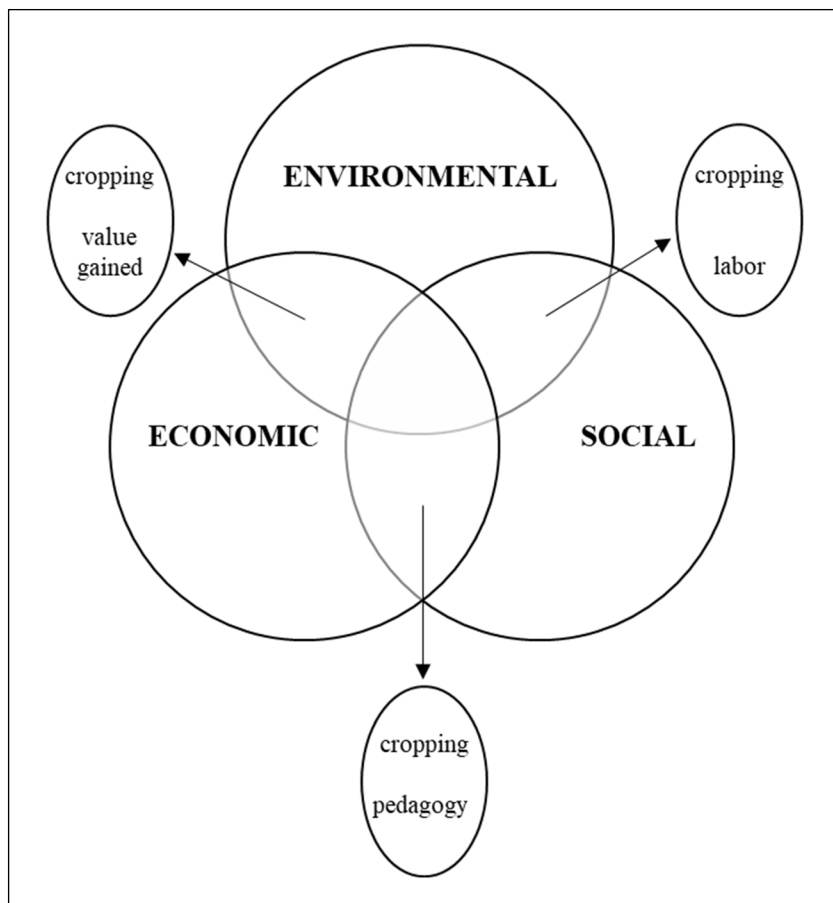 ENVIRONMENTAL
cropping
value
gained
cropping
labor
ECONOMIC
SOCIAL
cropping
pedagogy